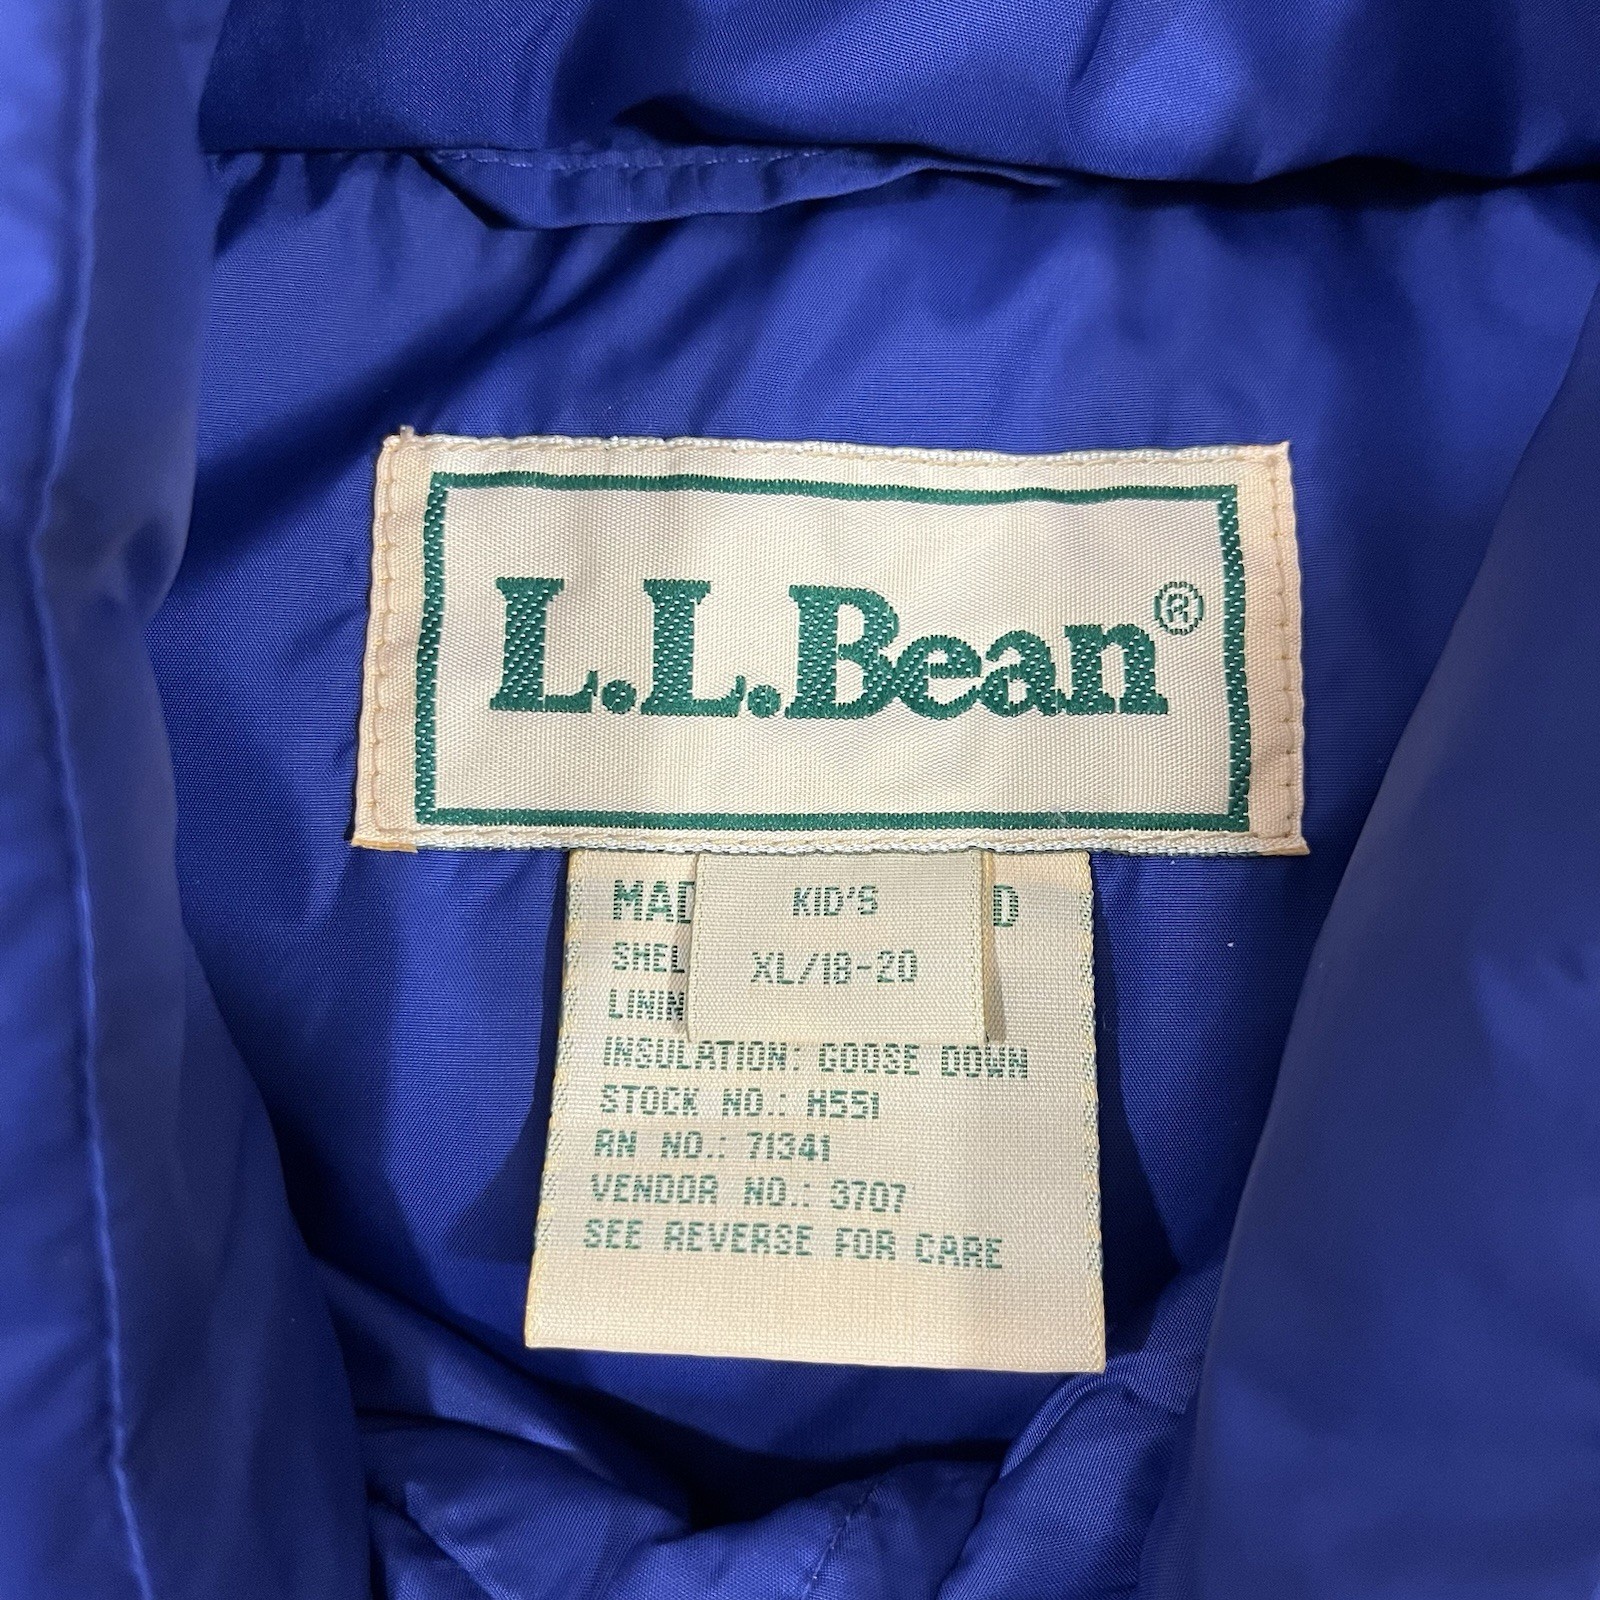 L.L.Bean®
KID'S
XL/18-20
MAD D
SHEL
LININ
INSULATION: GOOSE DOWN
STOCK NO.: H551
RN NO.: 71341
VENDOR NO.: 3707
SEE REVERSE FOR CARE